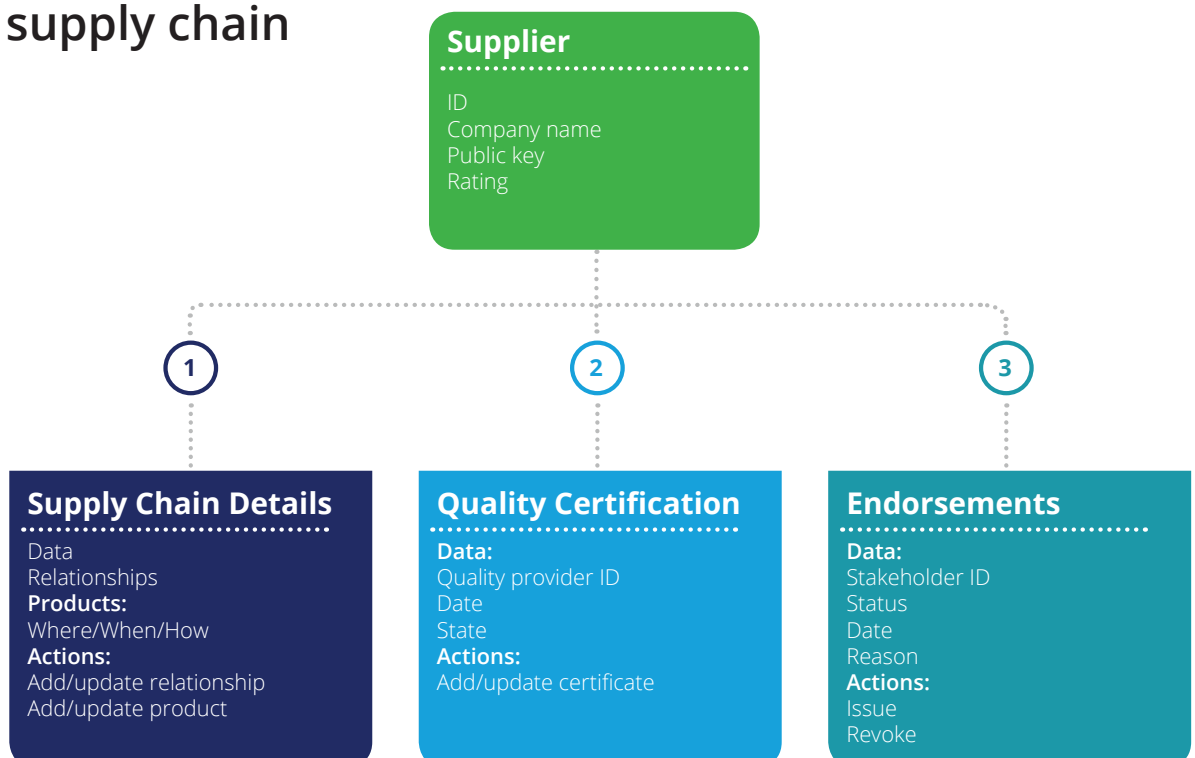 supply chain
Supplier
ID
Company name
Public key
Rating
1
2
3
Supply Chain Details
Data
Relationships
Products:
Where/When/How
Actions:
Add/update relationship
Add/update product
Quality Certification
Data:
Quality provider ID
Date
State
Actions:
Add/update certificate
Endorsements
Data:
Stakeholder ID
Status
Date
Reason
Actions:
Issue
Revoke